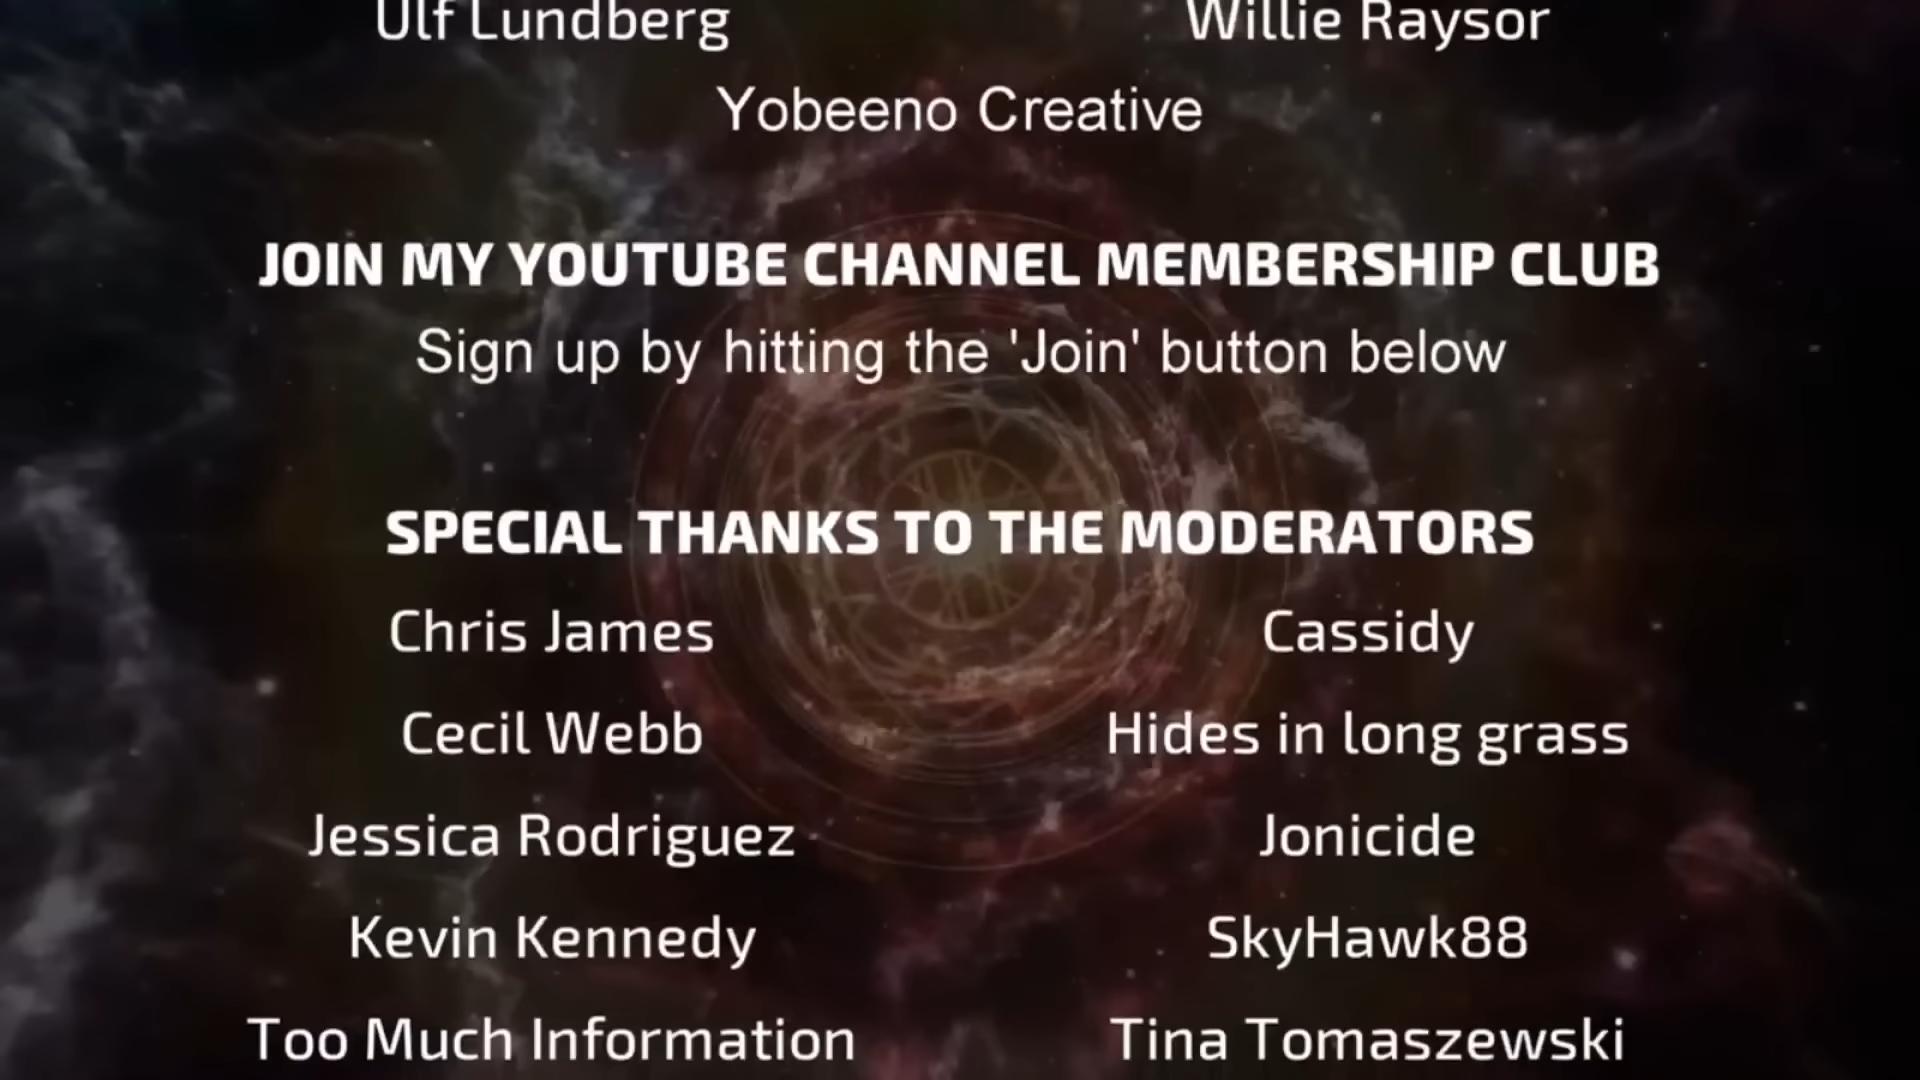 Ulf Lundberg Willie Raysor
Yobeeno Creative
JOIN MY YOUTUBE CHANNEL MEMBERSHIP CLUB
Sign up by hitting the 'Join' button below
SPECIAL THANKS TO THE MODERATORS
Chris James Cassidy
Cecil Webb Hides in long grass
Jessica Rodriguez Jonicide
Kevin Kennedy SkyHawk88
Too Much Information Tina Tomaszewski